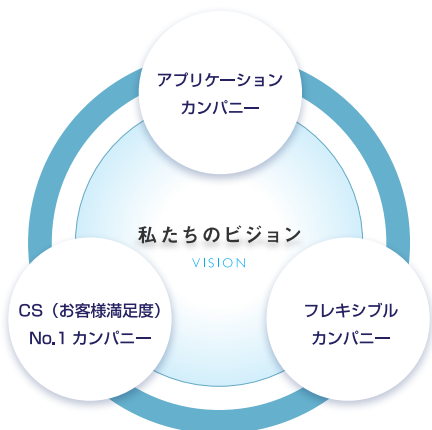 アプリケーション
カンパニー
私たちのビジョン
VISION
CS（お客様満足度）
No.1 カンパニー
フレキシブル
カンパニー